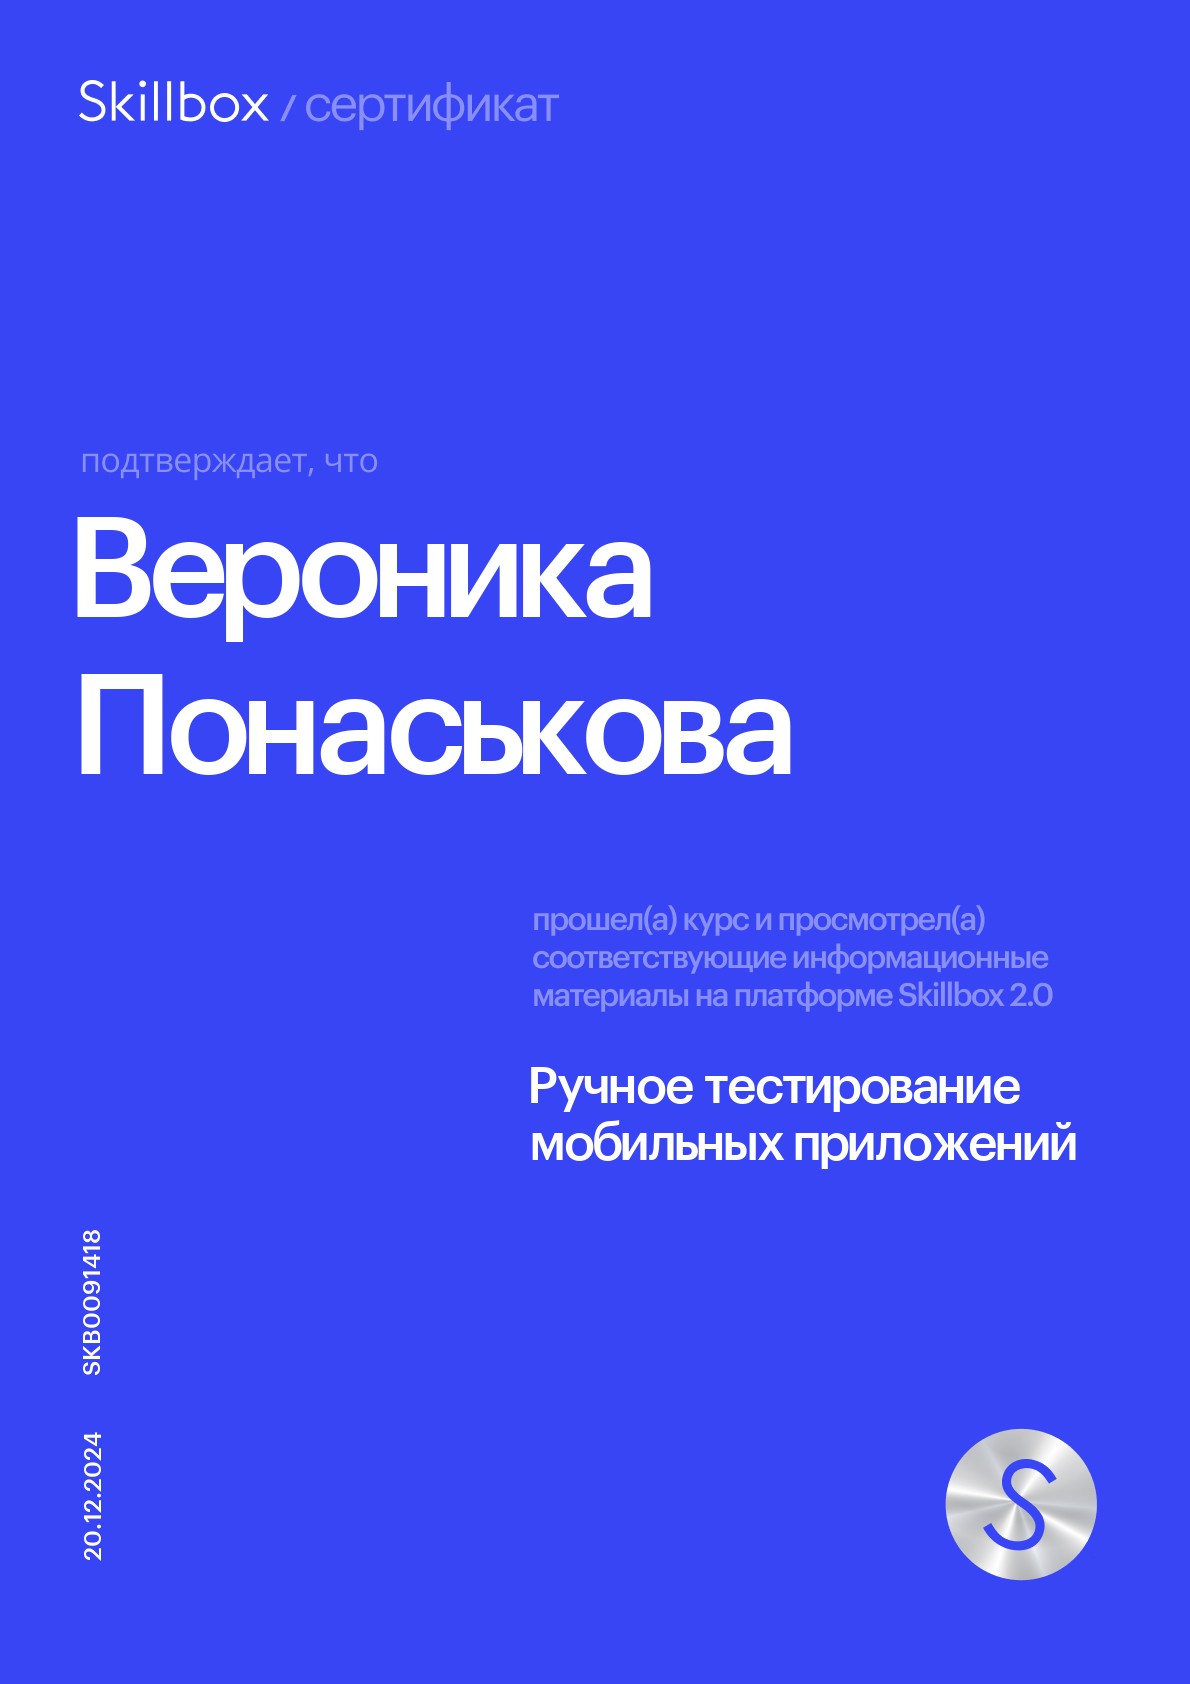 Skillbox / сертификат
подтверждает, что
Вероника
Понаськова
прошел(а) курс и просмотрел(а)
соответствующие информационные
материалы на платформе Skillbox 2.0
Ручное тестирование
мобильных приложений
SKB0091418
20.12.2024
S